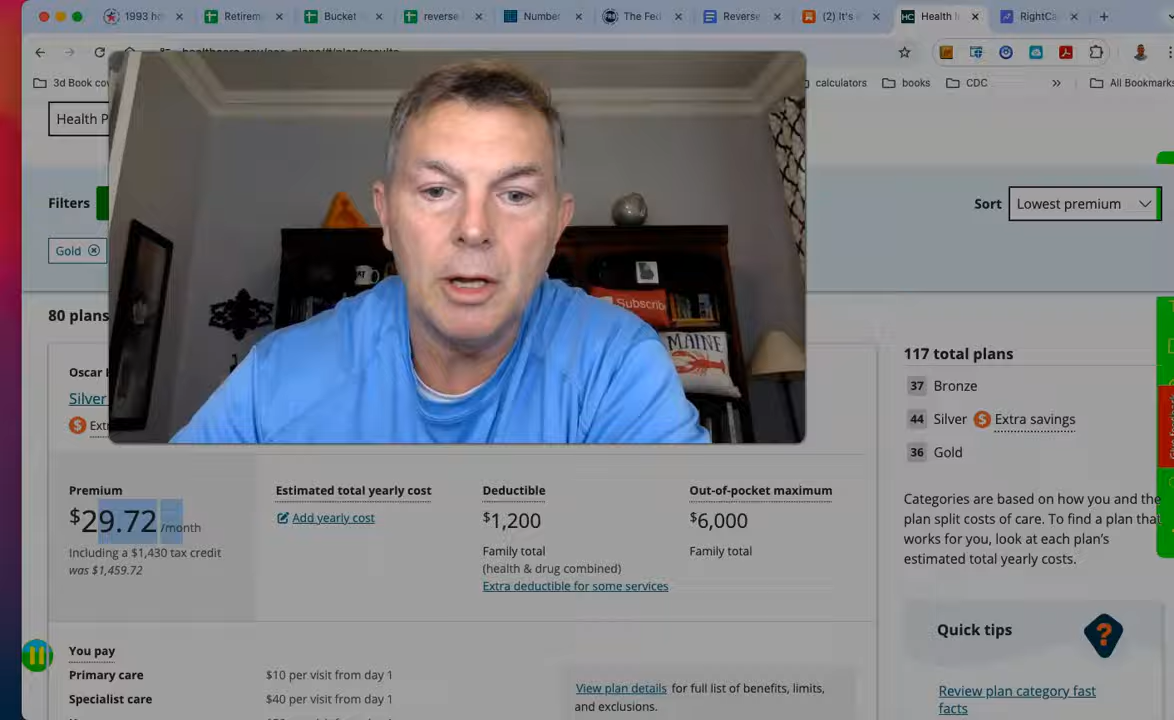 1993 ho
Retirem
Bucket
reverse
Number
The Fed
Reverse
(2) It's
Health I
RightCa
3d Book cov
calculators
books
CDC
All Bookmarks
Health P
Filters
Sort
Lowest premium
Gold
80 plans
Oscar
Silver
Extr
Subscrib
MAINE
117 total plans
37 Bronze
44 Silver $ Extra savings
36 Gold
Categories are based on how you and the
plan split costs of care. To find a plan that
works for you, look at each plan's
estimated total yearly costs.
Premium
$29.72 /month
Including a $1,430 tax credit
was $1,459.72
Estimated total yearly cost
Add yearly cost
Deductible
$1,200
Family total
(health & drug combined)
Extra deductible for some services
Out-of-pocket maximum
$6,000
Family total
Quick tips
?
Review plan category fast
facts
You pay
Primary care $10 per visit from day 1
Specialist care $40 per visit from day 1
View plan details for full list of benefits, limits,
and exclusions.